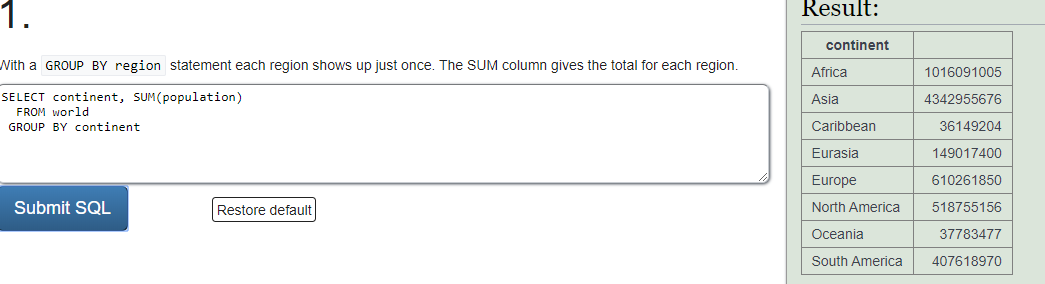 1.
With a GROUP BY region statement each region shows up just once. The SUM column gives the total for each region.
SELECT continent, SUM(population)
FROM world
GROUP BY continent
Submit SQL
Restore default
Result:
continent
Africa 1016091005
Asia 4342955676
Caribbean 36149204
Eurasia 149017400
Europe 610261850
North America 518755156
Oceania 37783477
South America 407618970